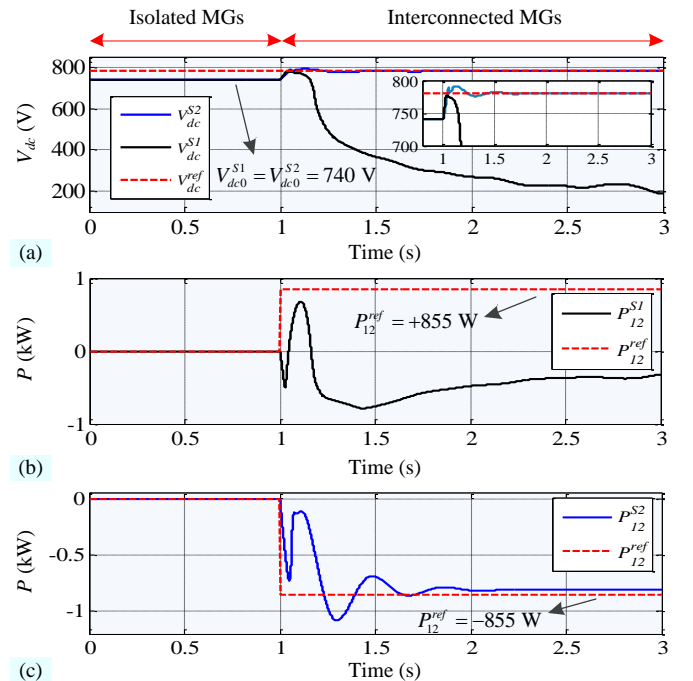 Isolated MGs
Interconnected MGs
800
600
400
200
V_dc (V)
V_dc^S2
V_dc^S1
V_dc^ref
V_dc0^S1 = V_dc0^S2 = 740 V
800
750
700
1
2
3
0
0.5
1
1.5
2
2.5
3
(a)
Time (s)
1
0
-1
P (kW)
P_12^ref = +855 W
P_12^S1
P_12^ref
0
0.5
1
1.5
2
2.5
3
(b)
Time (s)
0
-0.5
-1
P (kW)
P_12^S2
P_12^ref
P_12^ref = −855 W
0
0.5
1
1.5
2
2.5
3
(c)
Time (s)